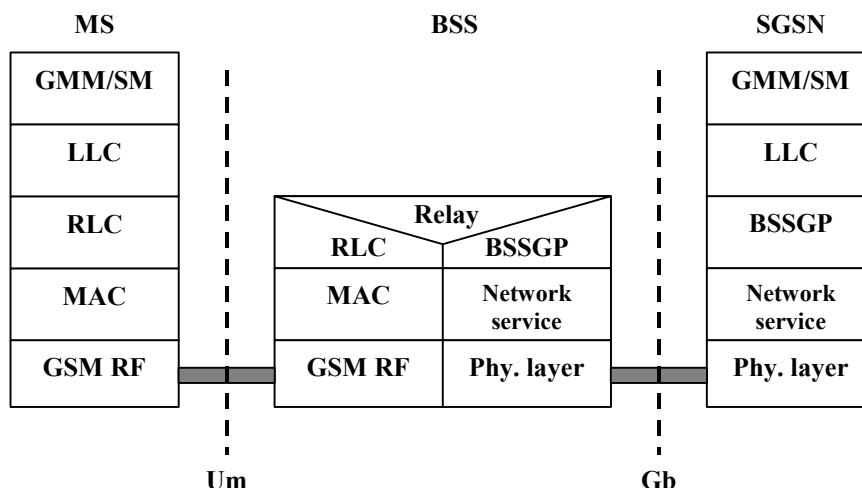 MS
BSS
SGSN
GMM/SM
GMM/SM
LLC
LLC
Relay
RLC
RLC
BSSGP
BSSGP
MAC
MAC
Network
service
Network
service
GSM RF
GSM RF
Phy. layer
Phy. layer
Um
Gb